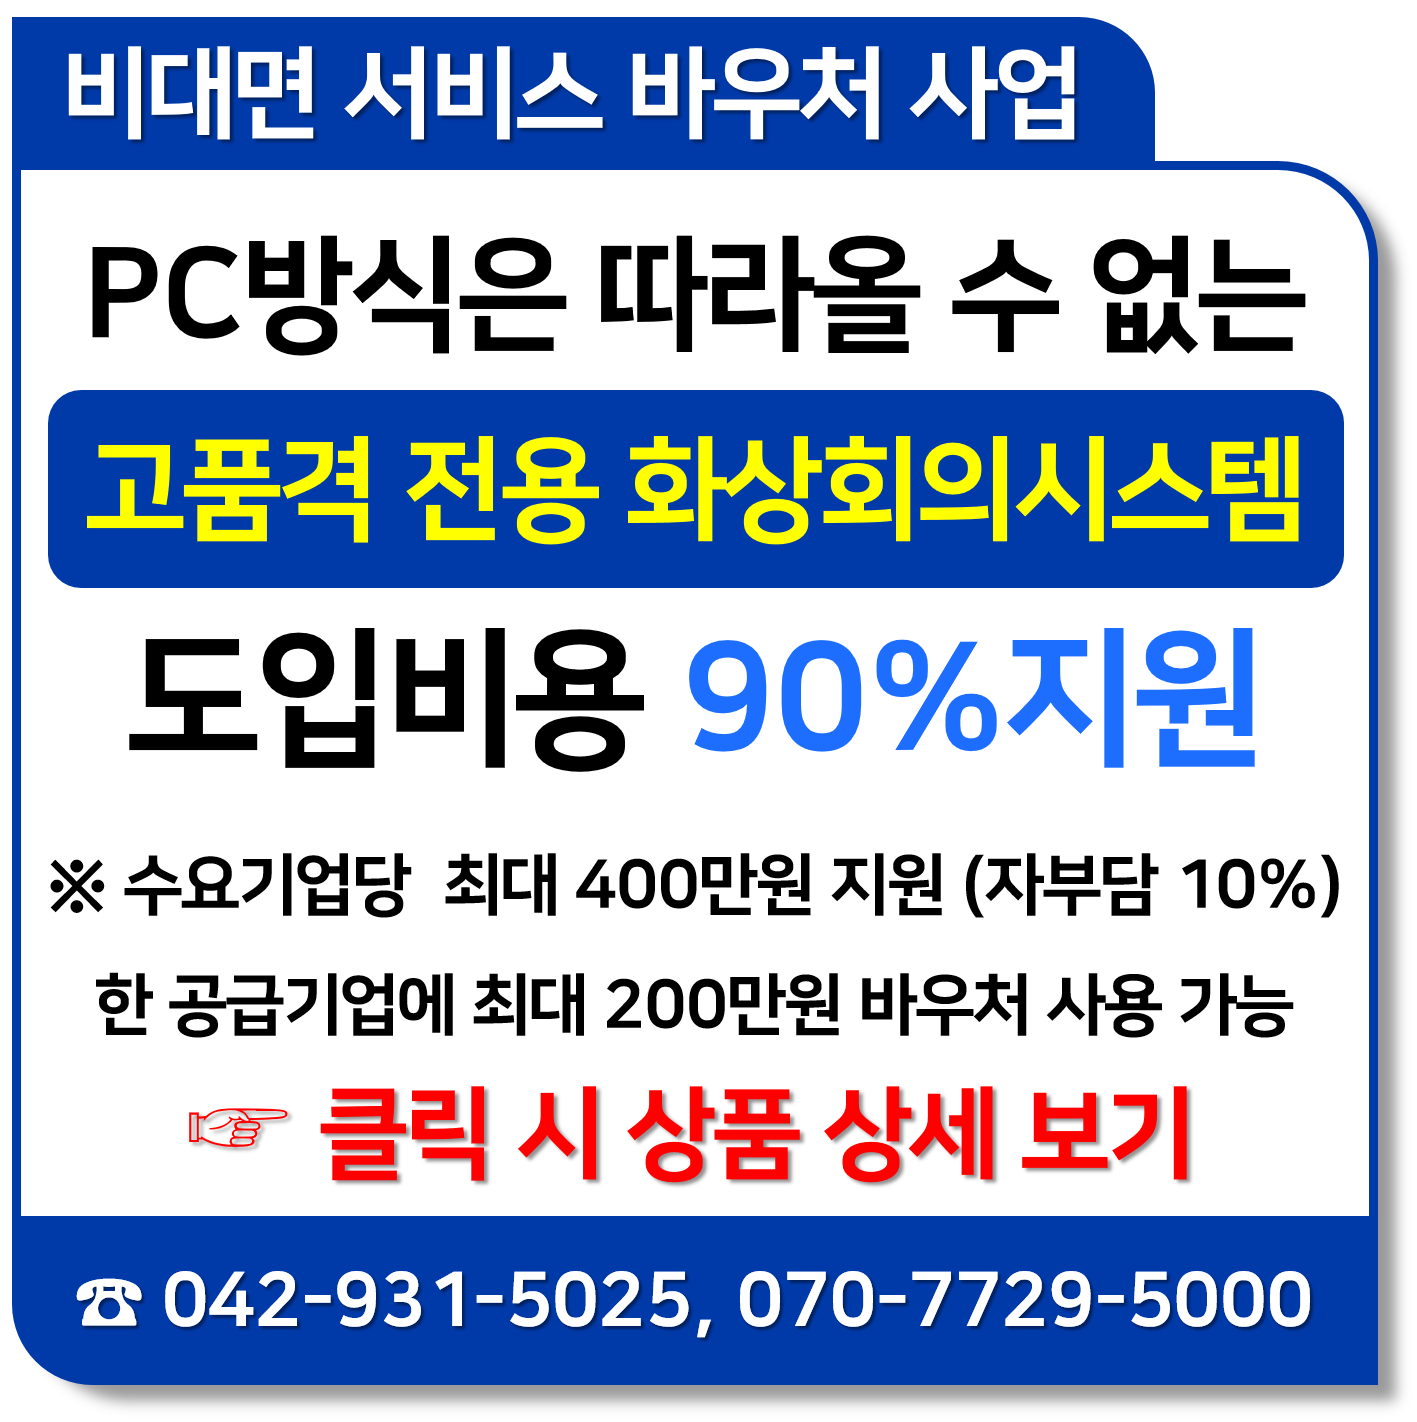 비대면 서비스 바우처 사업
PC방식은 따라올 수 없는
고품격 전용 화상회의시스템
도입비용 90%지원
※ 수요기업당 최대 400만원 지원 (자부담 10%)
한 공급기업에 최대 200만원 바우처 사용 가능
☞ 클릭 시 상품 상세 보기
☎ 042-931-5025, 070-7729-5000